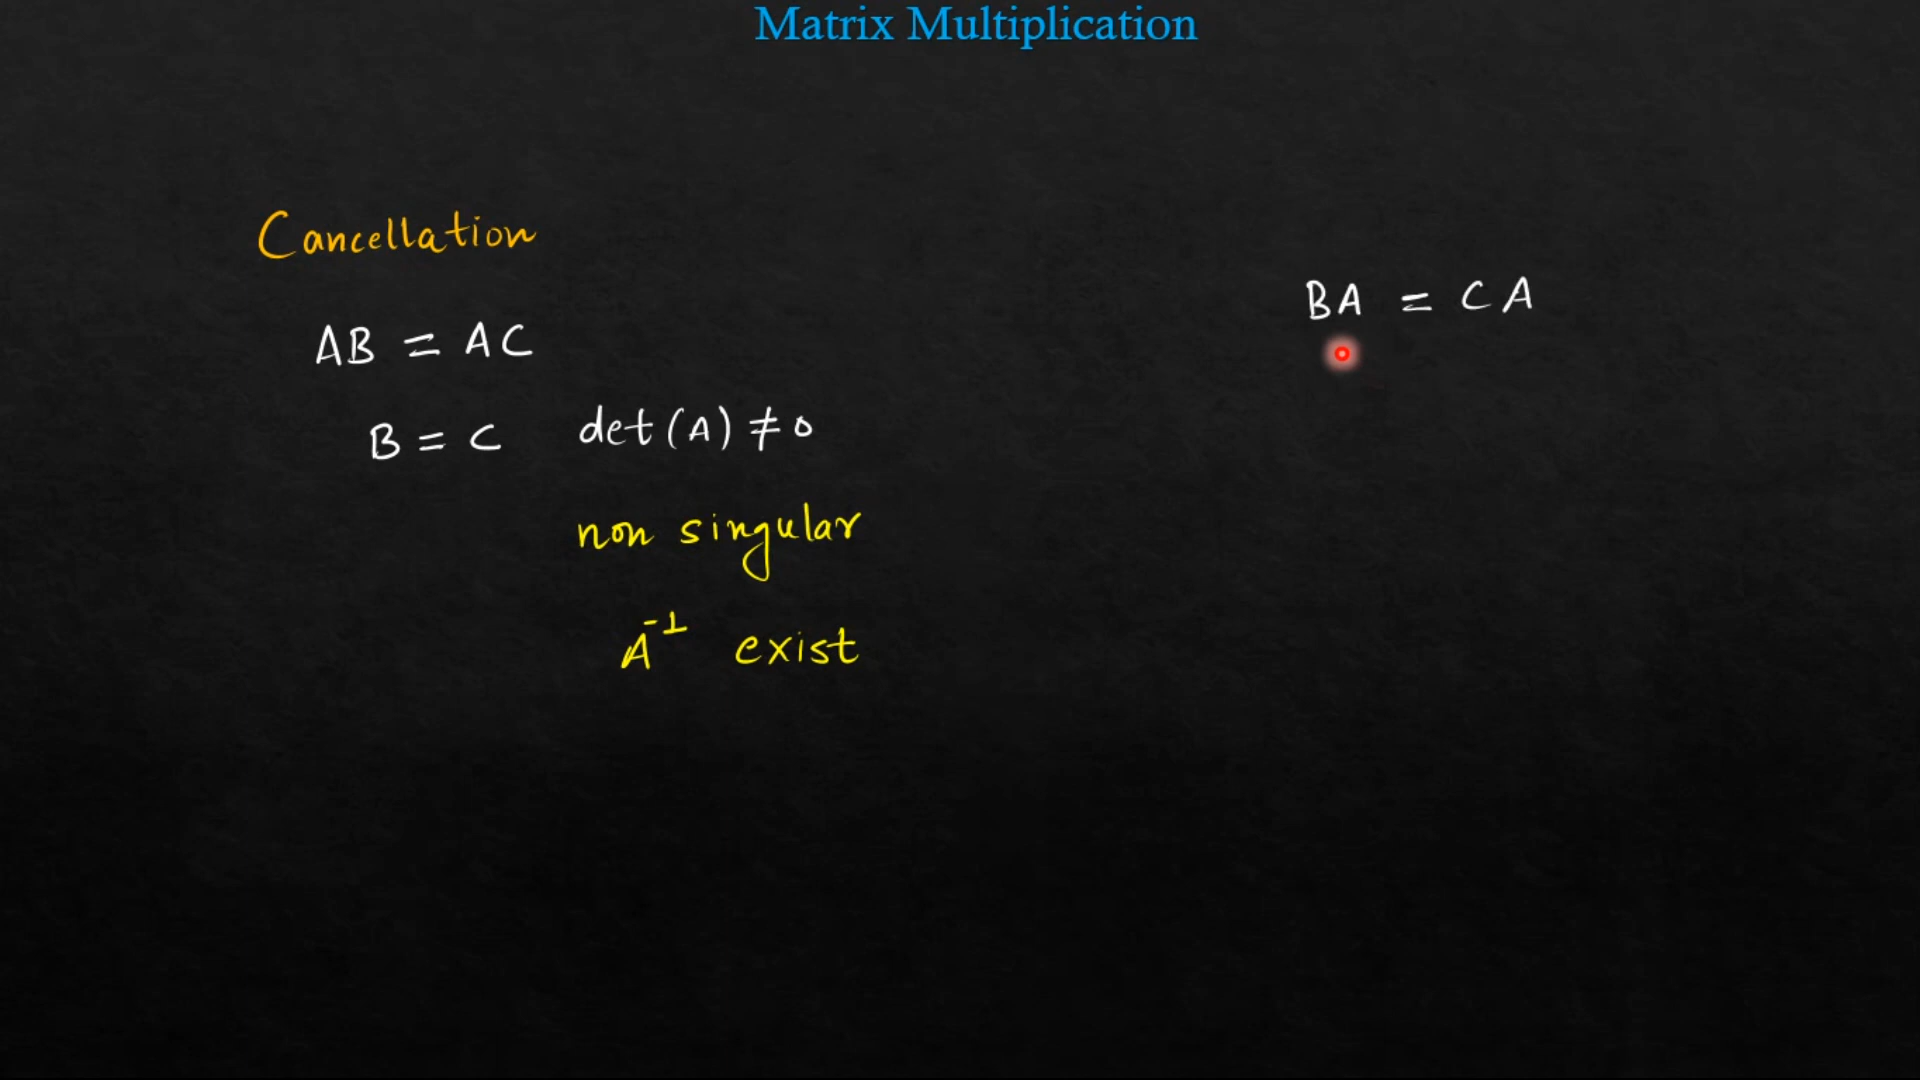 Matrix Multiplication
Cancellation
AB = AC
B = C det(A) ≠ 0
non singular
A⁻¹ exist
BA = CA